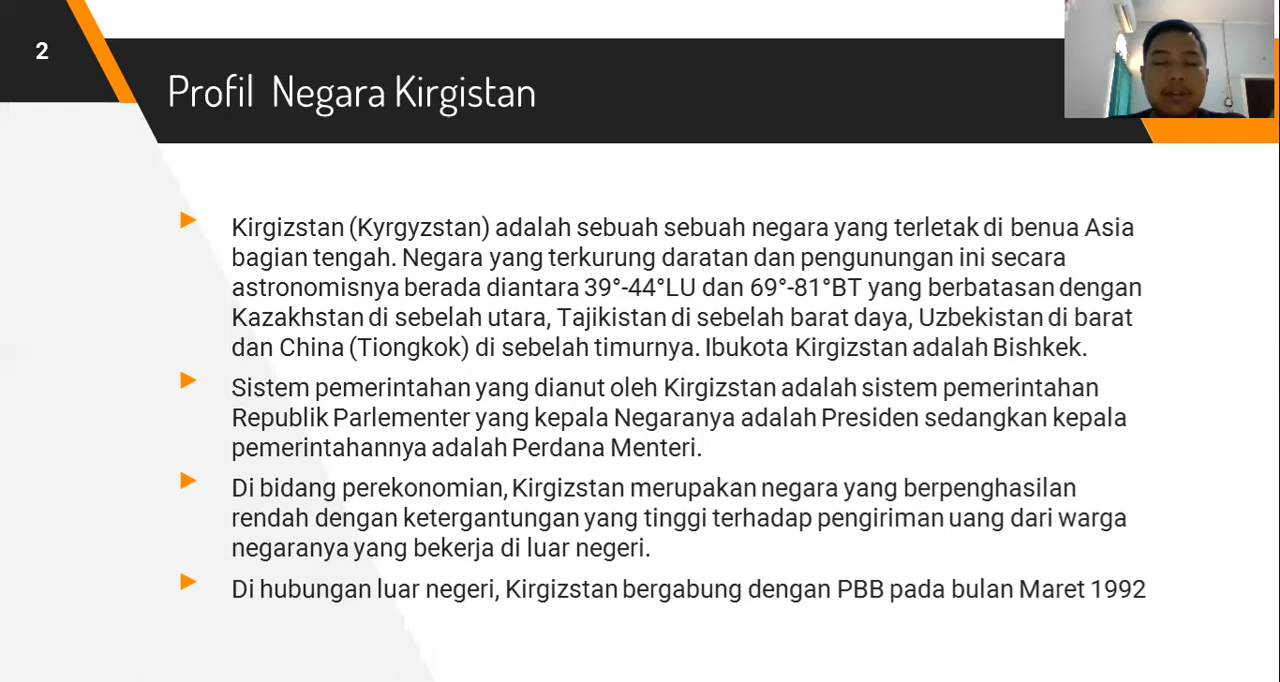 2
Profil Negara Kirgistan
Kirgizstan (Kyrgyzstan) adalah sebuah sebuah negara yang terletak di benua Asia
bagian tengah. Negara yang terkurung daratan dan pengunungan ini secara
astronomisnya berada diantara 39°-44°LU dan 69°-81°BT yang berbatasan dengan
Kazakhstan di sebelah utara, Tajikistan di sebelah barat daya, Uzbekistan di barat
dan China (Tiongkok) di sebelah timurnya. Ibukota Kirgizstan adalah Bishkek.
Sistem pemerintahan yang dianut oleh Kirgizstan adalah sistem pemerintahan
Republik Parlementer yang kepala Negaranya adalah Presiden sedangkan kepala
pemerintahannya adalah Perdana Menteri.
Di bidang perekonomian, Kirgizstan merupakan negara yang berpenghasilan
rendah dengan ketergantungan yang tinggi terhadap pengiriman uang dari warga
negaranya yang bekerja di luar negeri.
Di hubungan luar negeri, Kirgizstan bergabung dengan PBB pada bulan Maret 1992